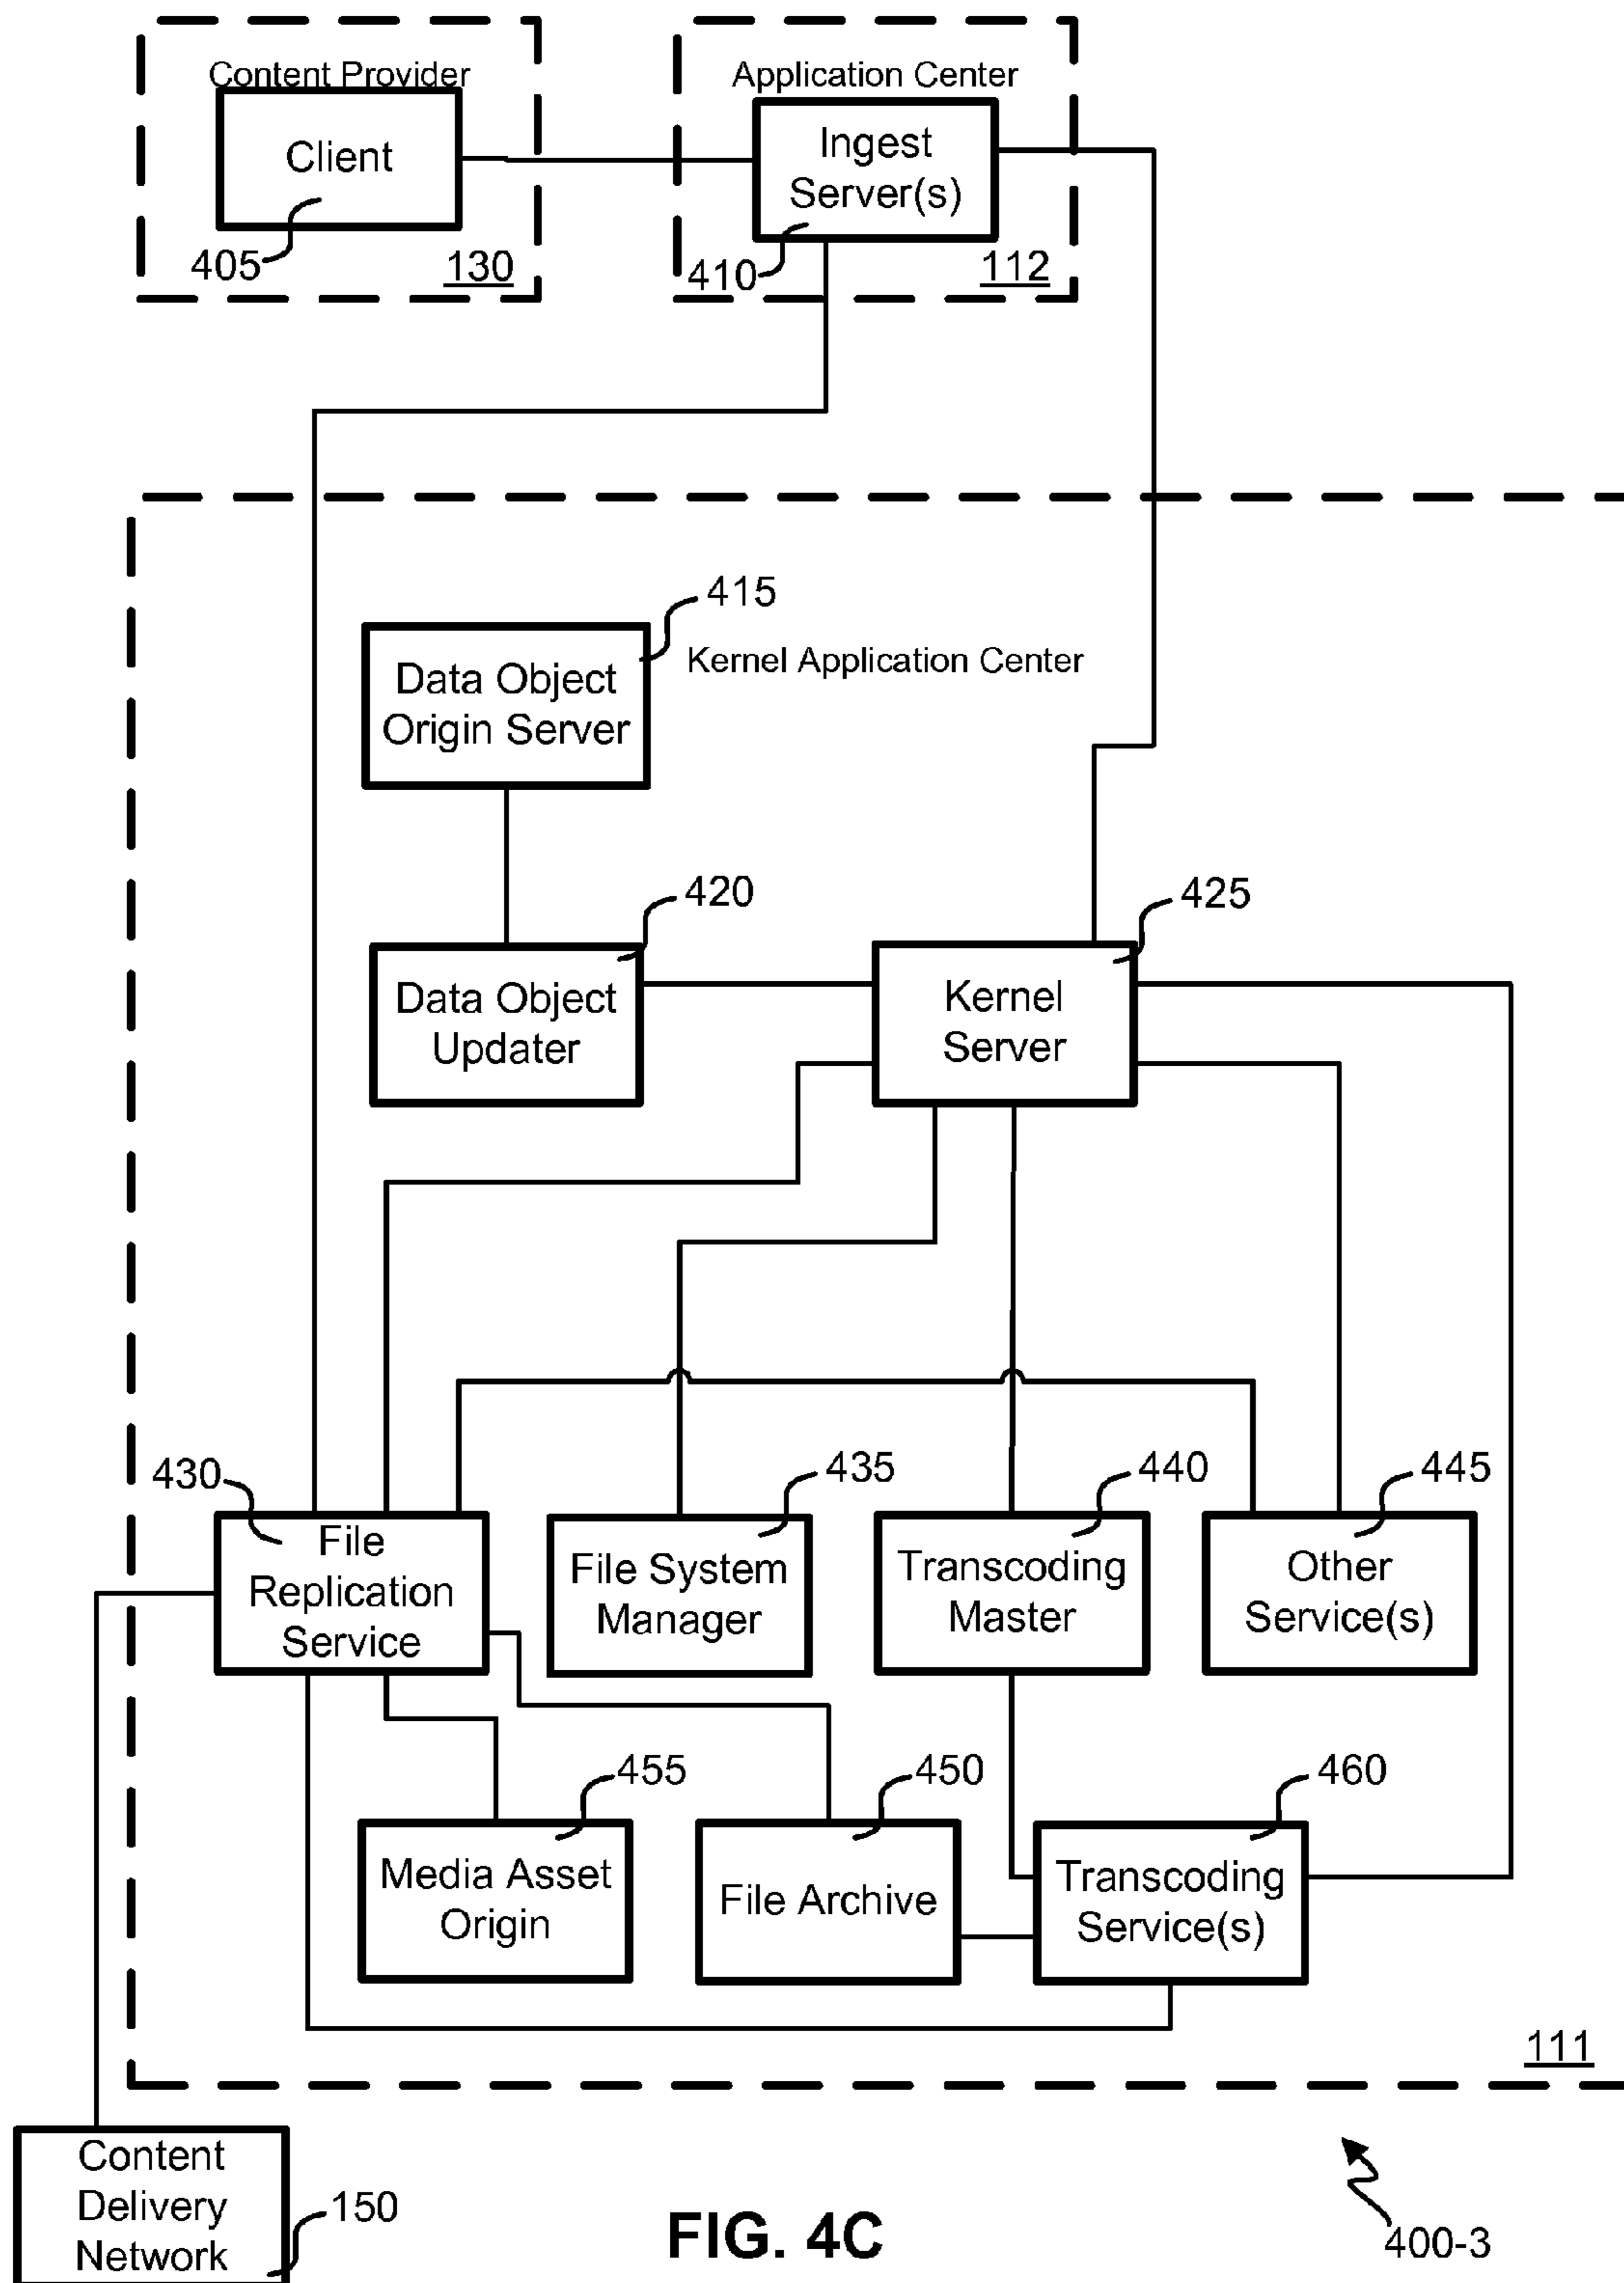 Content Provider
Client
405
130
Application Center
Ingest
Server(s)
410
112
415
Data Object
Origin Server
Kernel Application Center
420
Data Object
Updater
425
Kernel
Server
430
File
Replication
Service
435
File System
Manager
440
Transcoding
Master
445
Other
Service(s)
455
Media Asset
Origin
450
File Archive
460
Transcoding
Service(s)
111
Content
Delivery
Network
150
FIG. 4C
400-3